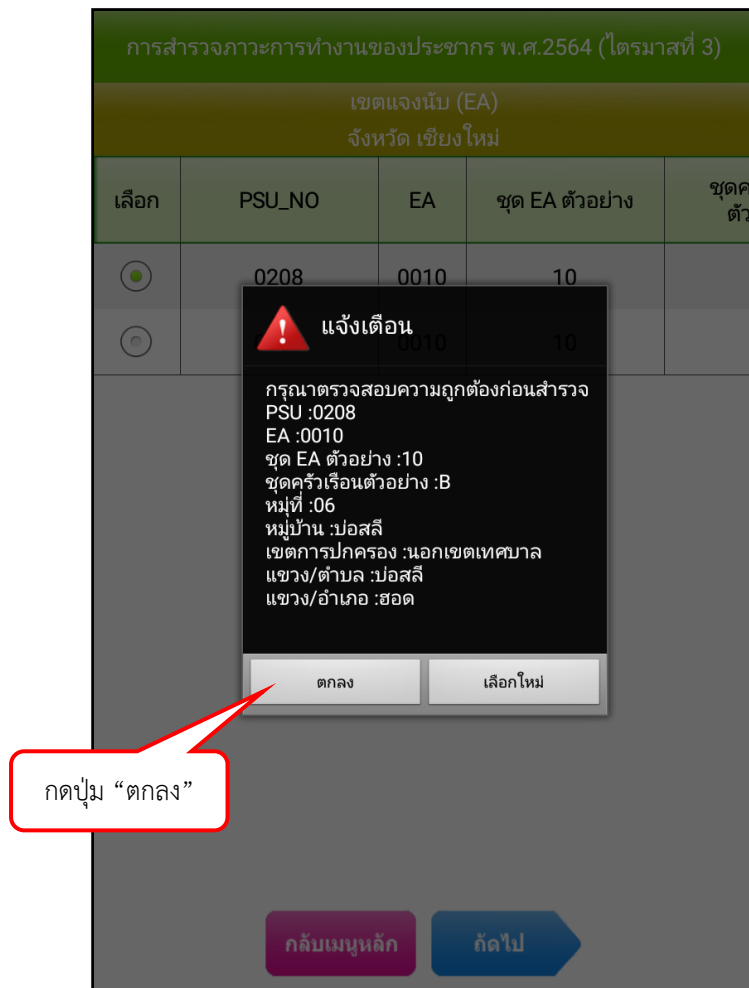 การสำรวจภาวะการทำงานของประชากร พ.ศ.2564 (ไตรมาสที่ 3)
เขตแจงนับ (EA)
จังหวัด เชียงใหม่
เลือก PSU_NO EA ชุด EA ตัวอย่าง
0208 0010 10
0010 10
แจ้งเตือน
กรุณาตรวจสอบความถูกต้องก่อนสำรวจ
PSU :0208
EA :0010
ชุด EA ตัวอย่าง :10
ชุดครัวเรือนตัวอย่าง :B
หมู่ที่ :06
หมู่บ้าน :บ่อสลี
เขตการปกครอง :นอกเขตเทศบาล
แขวง/ตำบล :บ่อสลี
แขวง/อำเภอ :ฮอด
ตกลง เลือกใหม่
กดปุ่ม “ตกลง”
กลับเมนูหลัก ถัดไป